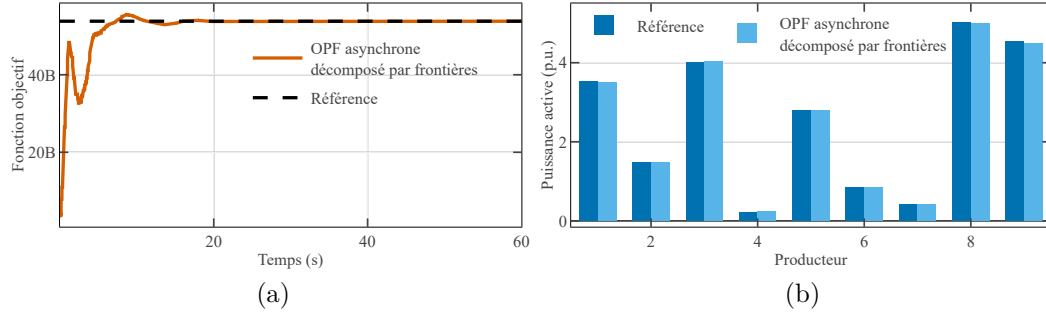 Fonction objectif
40B
20B
OPF asynchrone
décomposé par frontières
Référence
20
40
60
Temps (s)
(a)
Puissance active (p.u.)
4
2
0
Référence
OPF asynchrone
décomposé par frontières
2
4
6
8
Producteur
(b)